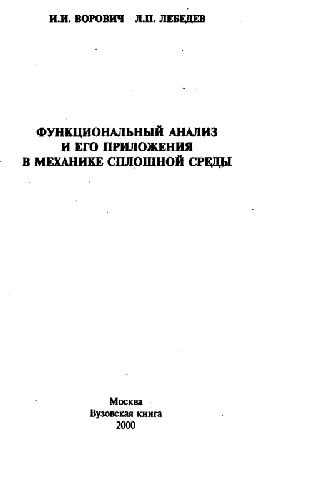 И.И. ВОРОВИЧ Л.П. ЛЕБЕДЕВ
ФУНКЦИОНАЛЬНЫЙ АНАЛИЗ
И ЕГО ПРИЛОЖЕНИЯ
В МЕХАНИКЕ СПЛОШНОЙ СРЕДЫ
Москва
Вузовская книга
2000